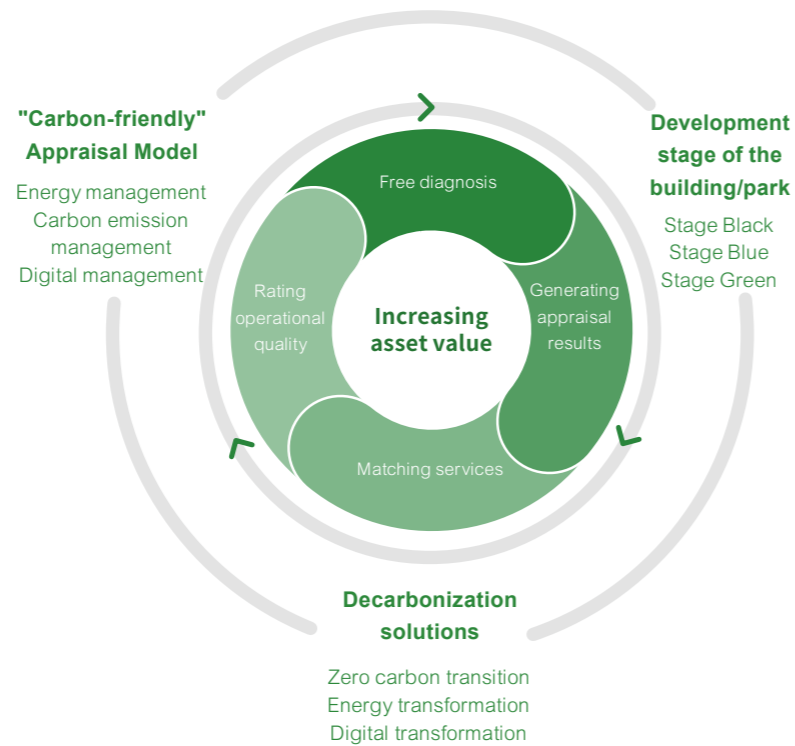 "Carbon-friendly"
Appraisal Model
Energy management
Carbon emission
management
Digital management
Development
stage of the
building/park
Stage Black
Stage Blue
Stage Green
Free diagnosis
Generating
appraisal
results
Matching services
Rating
operational
quality
Increasing
asset value
Decarbonization
solutions
Zero carbon transition
Energy transformation
Digital transformation